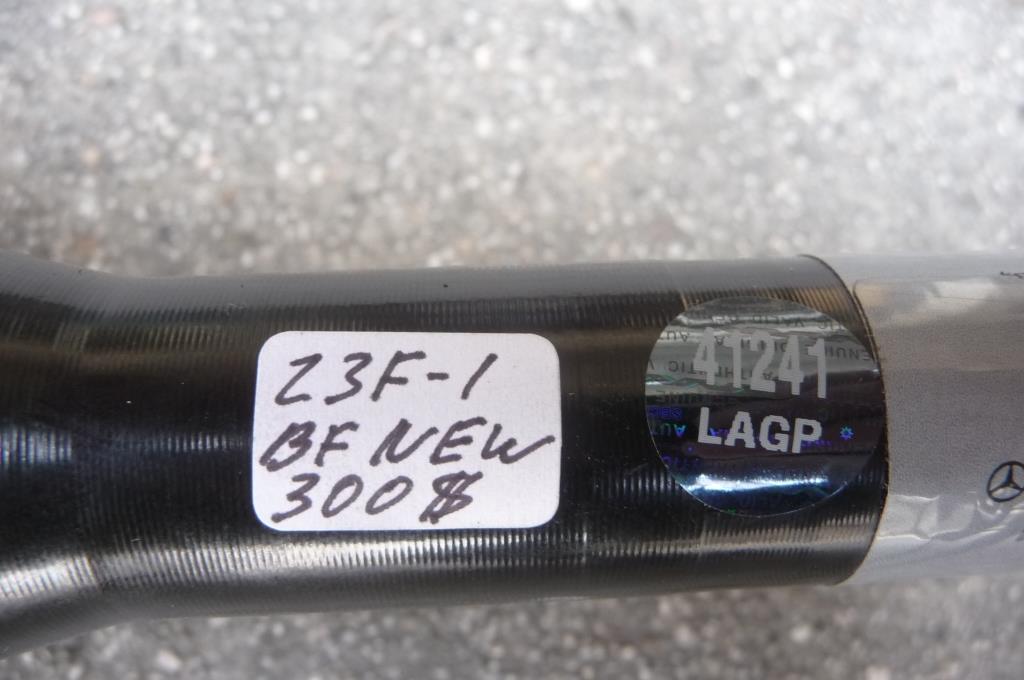 Z3F-1
BF NEW
300$
41241
LAGP